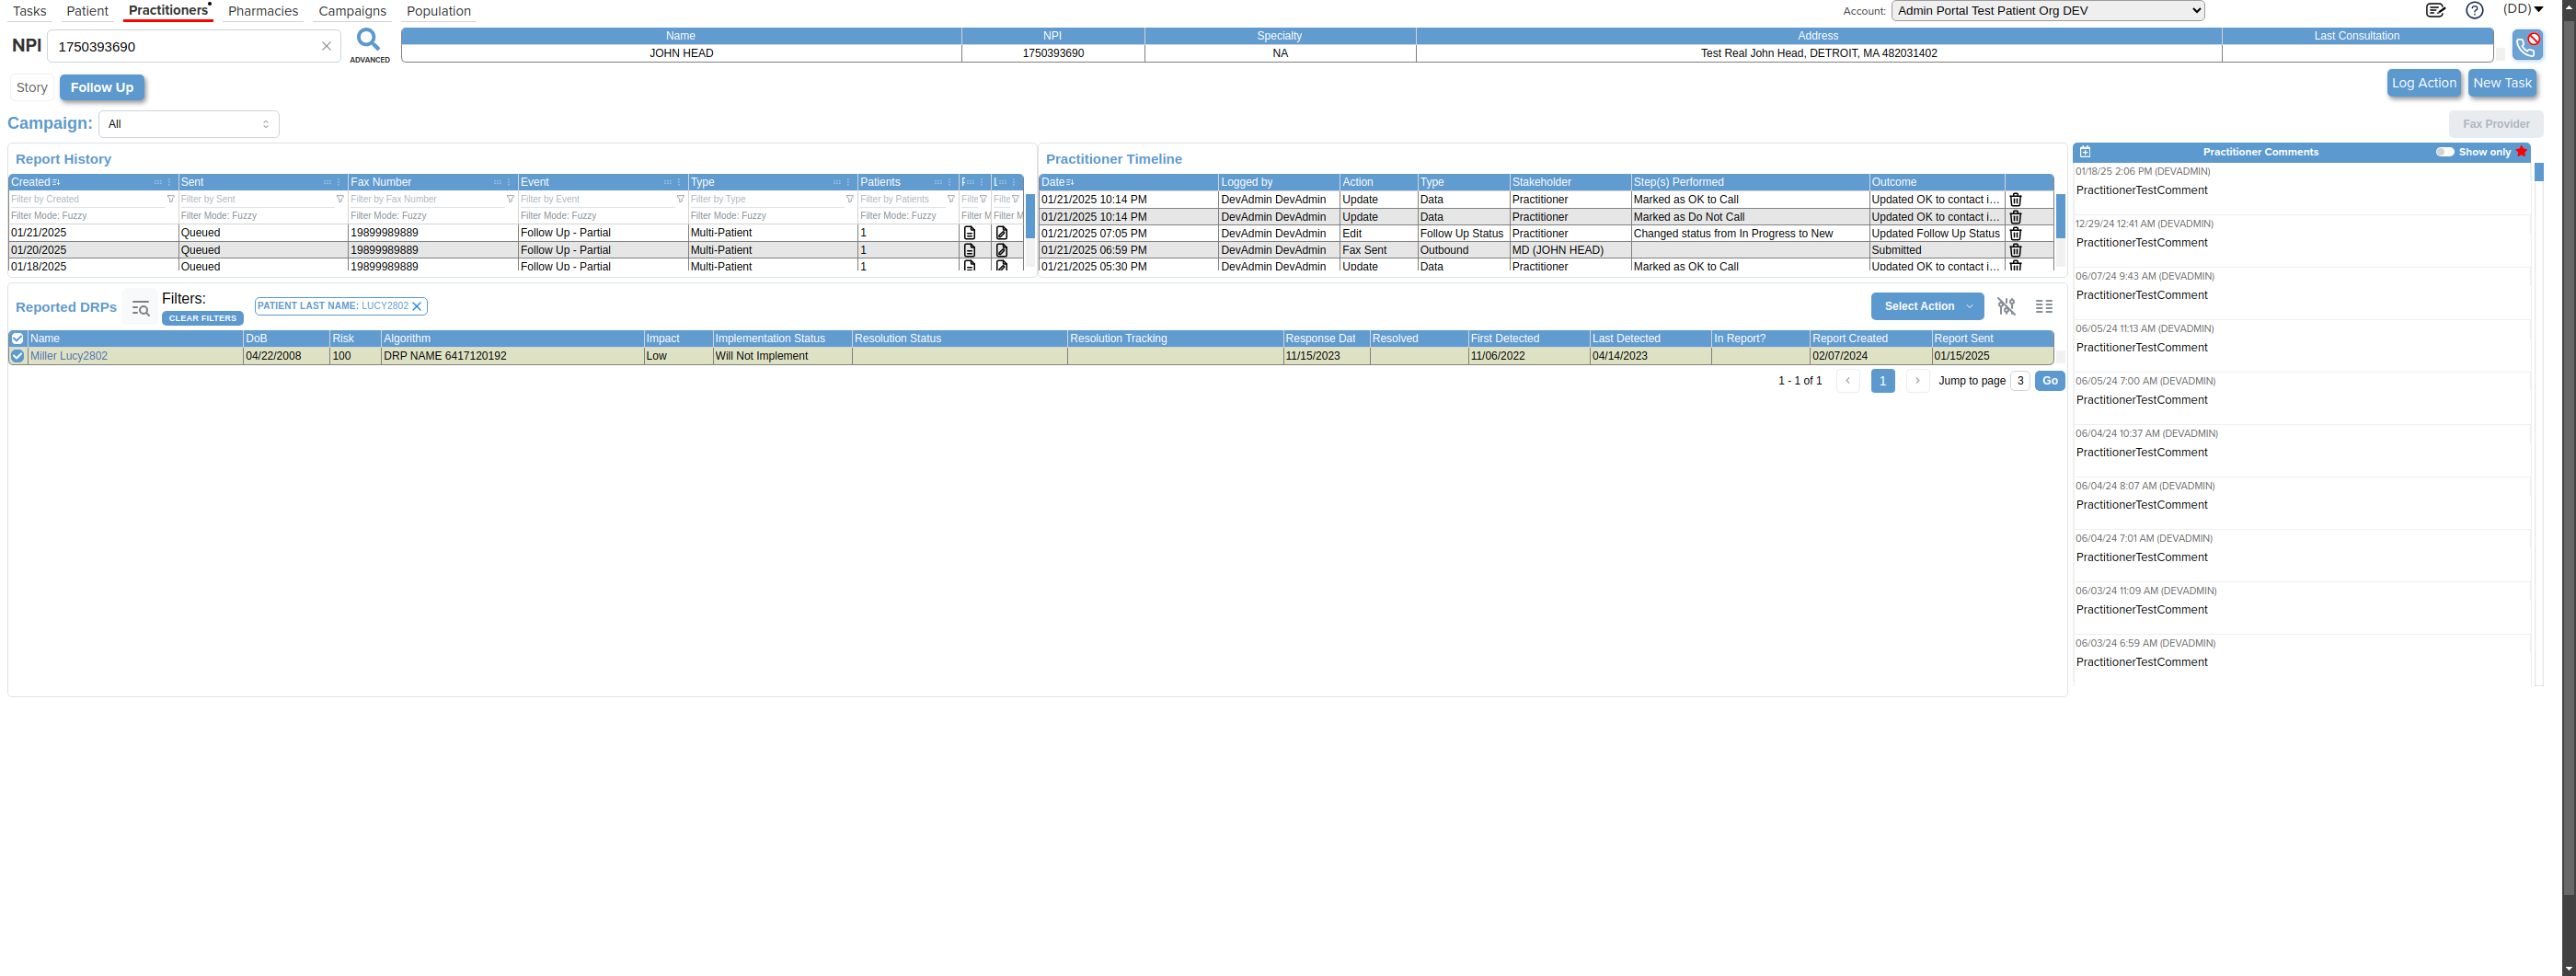 Tasks Patient Practitioners Pharmacies Campaigns Population Account: Admin Portal Test Patient Org DEV (DD)
NPI 1750393690 ADVANCED
Name NPI Specialty Address Last Consultation
JOHN HEAD 1750393690 NA Test Real John Head, DETROIT, MA 482031402
Story Follow Up Log Action New Task
Campaign: All Fax Provider
Report History
Created Sent Fax Number Event Type Patients
Filter by Created Filter by Sent Filter by Fax Number Filter by Event Filter by Type Filter by Patients Filte Filte
Filter Mode: Fuzzy Filter Mode: Fuzzy Filter Mode: Fuzzy Filter Mode: Fuzzy Filter Mode: Fuzzy Filter Mode: Fuzzy Filter M Filter M
01/21/2025 Queued 19899989889 Follow Up - Partial Multi-Patient 1
01/20/2025 Queued 19899989889 Follow Up - Partial Multi-Patient 1
01/18/2025 Queued 19899989889 Follow Up - Partial Multi-Patient 1
Practitioner Timeline
Date Logged by Action Type Stakeholder Step(s) Performed Outcome
01/21/2025 10:14 PM DevAdmin DevAdmin Update Data Practitioner Marked as OK to Call Updated OK to contact i...
01/21/2025 10:14 PM DevAdmin DevAdmin Update Data Practitioner Marked as Do Not Call Updated OK to contact i...
01/21/2025 07:05 PM DevAdmin DevAdmin Edit Follow Up Status Practitioner Changed status from In Progress to New Updated Follow Up Status
01/21/2025 06:59 PM DevAdmin DevAdmin Fax Sent Outbound MD (JOHN HEAD) Submitted
01/21/2025 05:30 PM DevAdmin DevAdmin Update Data Practitioner Marked as OK to Call Updated OK to contact i...
Reported DRPs Filters: CLEAR FILTERS PATIENT LAST NAME: LUCY2802 Select Action
Name DoB Risk Algorithm Impact Implementation Status Resolution Status Resolution Tracking Response Dat Resolved First Detected Last Detected In Report? Report Created Report Sent
Miller Lucy2802 04/22/2008 100 DRP NAME 6417120192 Low Will Not Implement 11/15/2023 11/06/2022 04/14/2023 02/07/2024 01/15/2025
1 - 1 of 1 1 Jump to page 3 Go
Practitioner Comments Show only
01/18/25 2:06 PM (DEVADMIN)
PractitionerTestComment
12/29/24 12:41 AM (DEVADMIN)
PractitionerTestComment
06/07/24 9:43 AM (DEVADMIN)
PractitionerTestComment
06/05/24 11:13 AM (DEVADMIN)
PractitionerTestComment
06/05/24 7:00 AM (DEVADMIN)
PractitionerTestComment
06/04/24 10:37 AM (DEVADMIN)
PractitionerTestComment
06/04/24 8:07 AM (DEVADMIN)
PractitionerTestComment
06/04/24 7:01 AM (DEVADMIN)
PractitionerTestComment
06/03/24 11:09 AM (DEVADMIN)
PractitionerTestComment
06/03/24 6:59 AM (DEVADMIN)
PractitionerTestComment